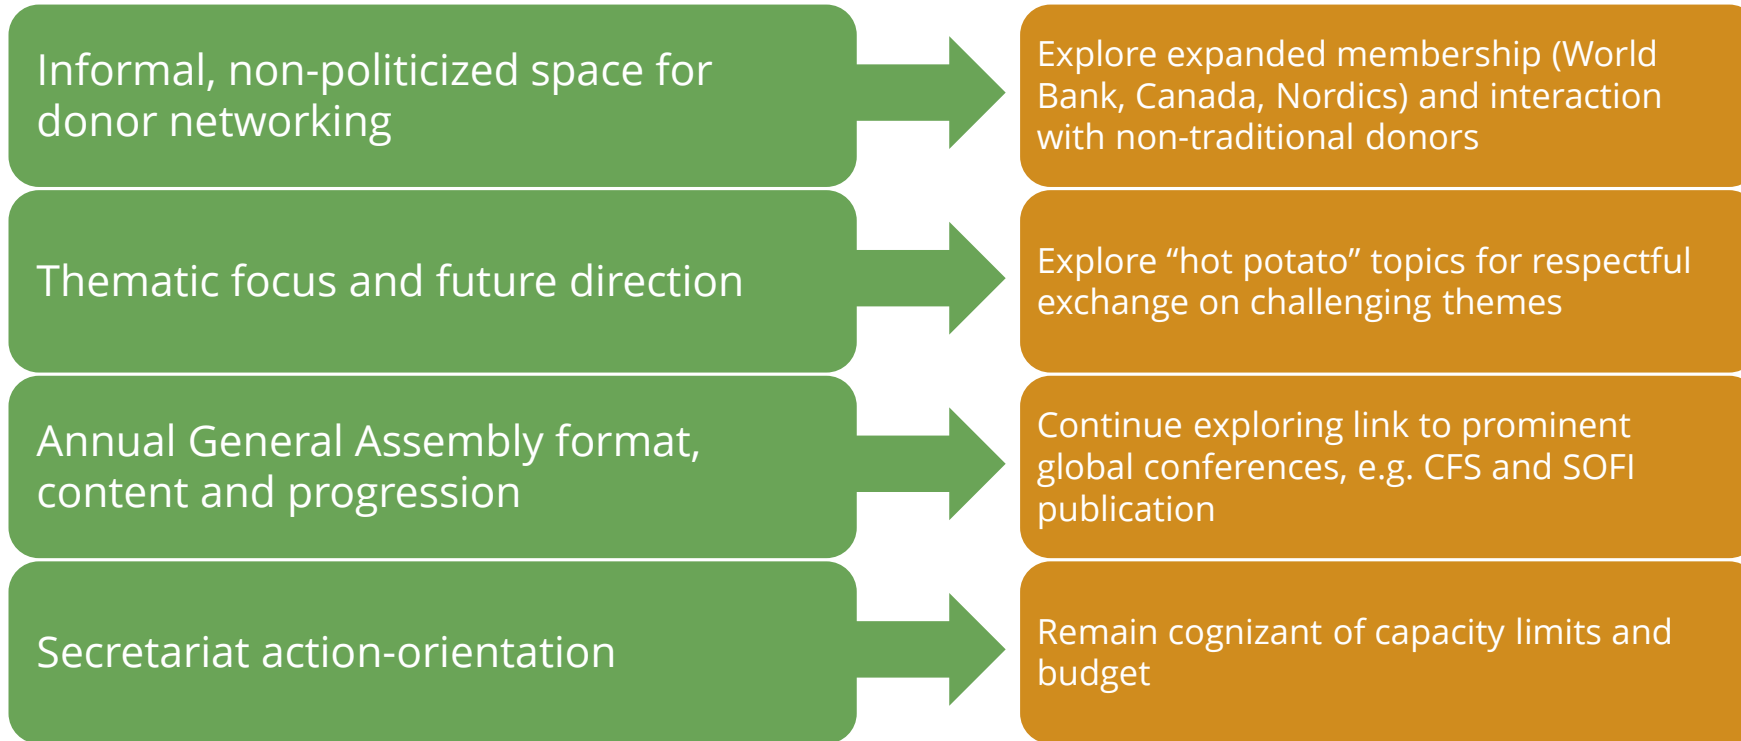 Informal, non-politicized space for
donor networking
Explore expanded membership (World
Bank, Canada, Nordics) and interaction
with non-traditional donors
Thematic focus and future direction
Explore “hot potato” topics for respectful
exchange on challenging themes
Annual General Assembly format,
content and progression
Continue exploring link to prominent
global conferences, e.g. CFS and SOFI
publication
Secretariat action-orientation
Remain cognizant of capacity limits and
budget